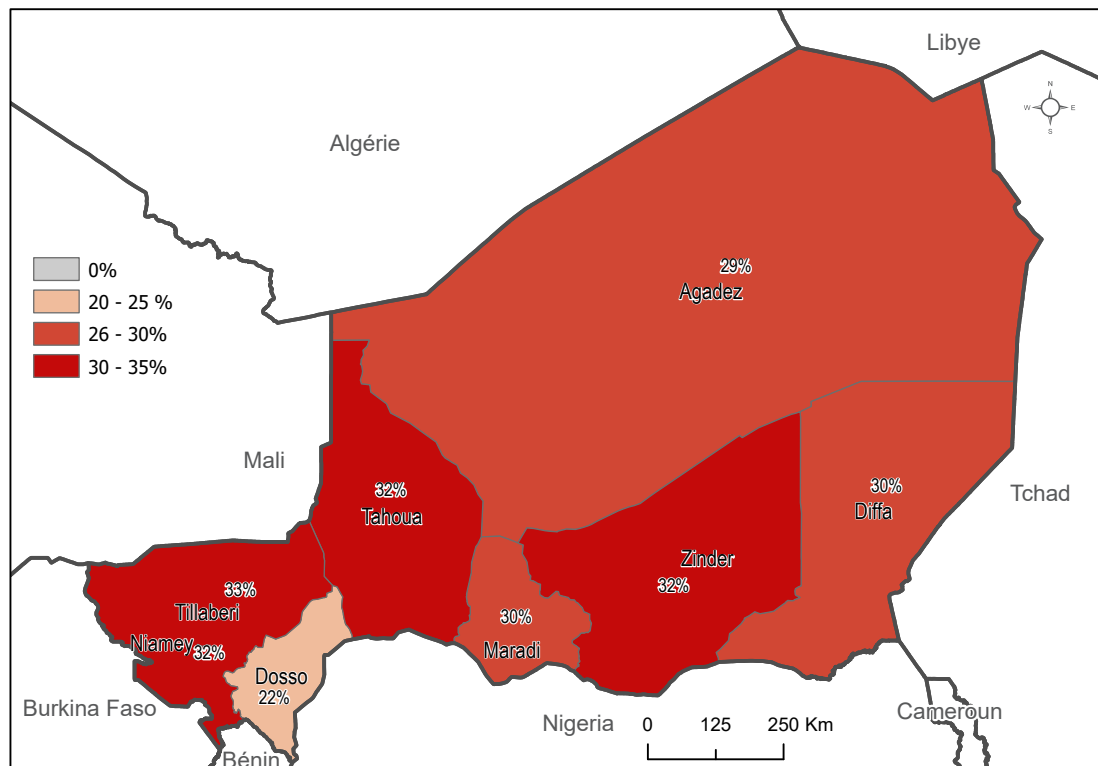 Libye
N
W E
S
Algérie
0%
20 - 25 %
26 - 30%
30 - 35%
29%
Agadez
Mali
32%
Tahoua
30%
Diffa
Tchad
Zinder
32%
33%
Tillaberi
30%
Maradi
Niamey
32%
Dosso
22%
Burkina Faso
Nigeria
0 125 250 Km
Cameroun
Bénin